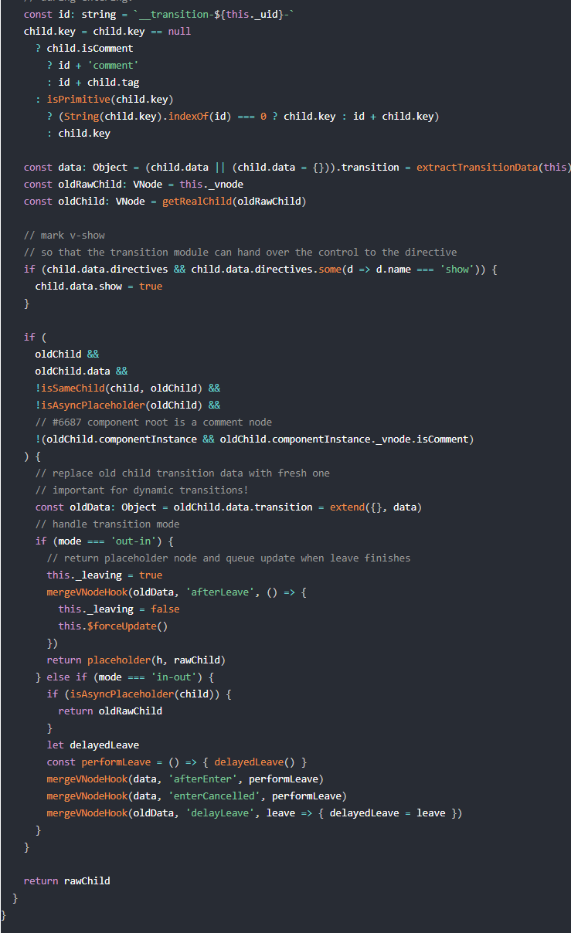 const id: string = `__transition-${this._uid}-`
child.key = child.key == null
? child.isComment
? id + 'comment'
: id + child.tag
: isPrimitive(child.key)
? (String(child.key).indexOf(id) === 0 ? child.key : id + child.key)
: child.key
const data: Object = (child.data || (child.data = {})).transition = extractTransitionData(this)
const oldRawChild: VNode = this._vnode
const oldChild: VNode = getRealChild(oldRawChild)
// mark v-show
// so that the transition module can hand over the control to the directive
if (child.data.directives && child.data.directives.some(d => d.name === 'show')) {
child.data.show = true
}
if (
oldChild &&
oldChild.data &&
!isSameChild(child, oldChild) &&
!isAsyncPlaceholder(oldChild) &&
// #6687 component root is a comment node
!(oldChild.componentInstance && oldChild.componentInstance._vnode.isComment)
) {
// replace old child transition data with fresh one
// important for dynamic transitions!
const oldData: Object = oldChild.data.transition = extend({}, data)
// handle transition mode
if (mode === 'out-in') {
// return placeholder node and queue update when leave finishes
this._leaving = true
mergeVNodeHook(oldData, 'afterLeave', () => {
this._leaving = false
this.$forceUpdate()
})
return placeholder(h, rawChild)
} else if (mode === 'in-out') {
if (isAsyncPlaceholder(child)) {
return oldRawChild
}
let delayedLeave
const performLeave = () => { delayedLeave() }
mergeVNodeHook(data, 'afterEnter', performLeave)
mergeVNodeHook(data, 'enterCancelled', performLeave)
mergeVNodeHook(oldData, 'delayLeave', leave => { delayedLeave = leave })
}
}
return rawChild
}
}